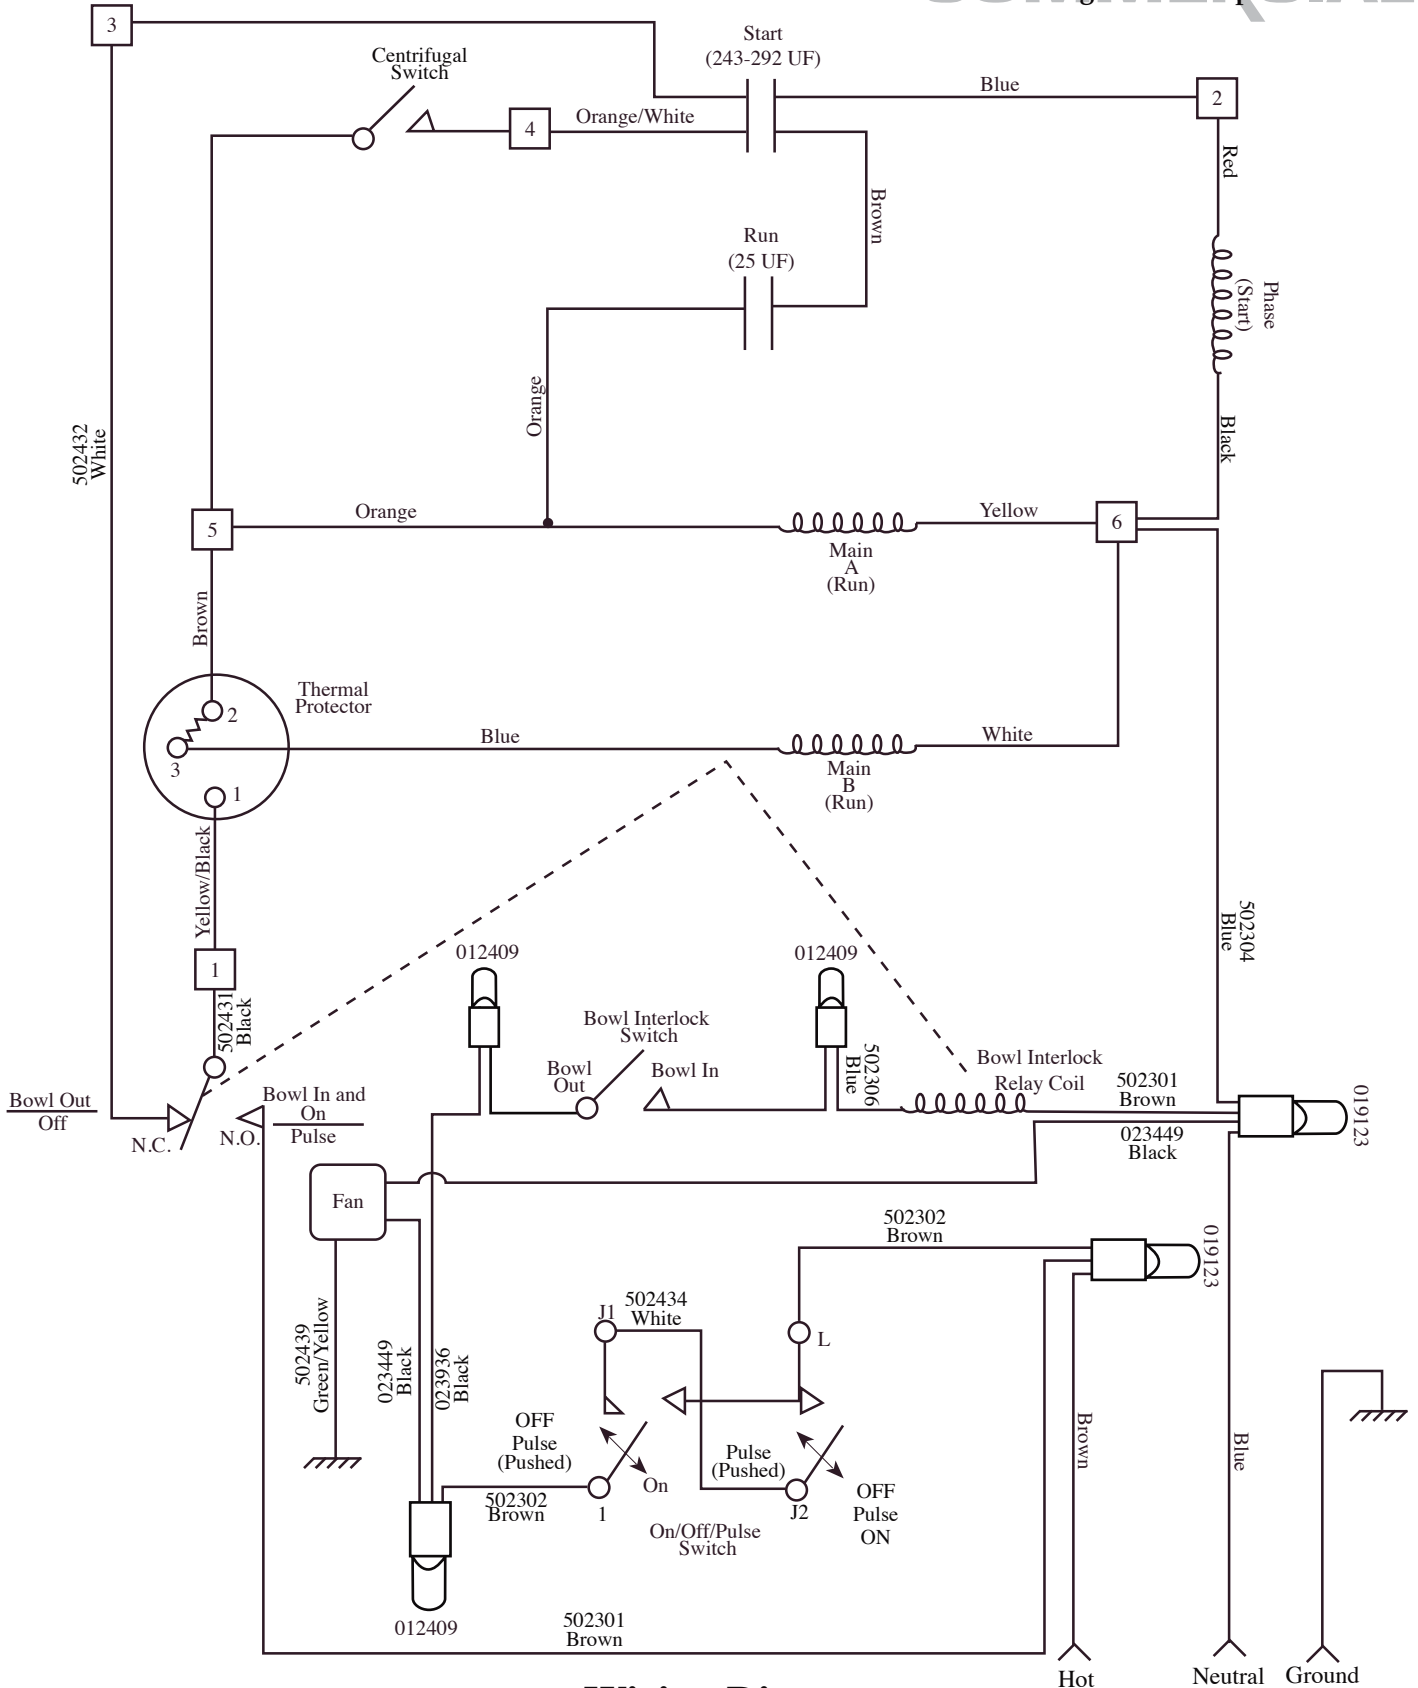 3
Start
(243-292 UF)
Centrifugal
Switch
Blue
2
4
Orange/White
Red
Brown
Run
(25 UF)
Phase
(Start)
Orange
Black
502432
White
5
Orange
Yellow
6
Main
A
(Run)
Brown
Thermal
Protector
2
3
1
Blue
White
Main
B
(Run)
Yellow/Black
502304
Blue
1
012409
012409
502431
Black
Bowl Interlock
Switch
Bowl
Out
Bowl In
502306
Blue
Bowl Interlock
Relay Coil
502301
Brown
019123
Bowl Out
Off
Bowl In and
On
Pulse
N.C.
N.O.
023449
Black
Fan
502302
Brown
019123
502439
Green/Yellow
J1
502434
White
L
023449
Black
023936
Black
OFF
Pulse
(Pushed)
On
Pulse
(Pushed)
Brown
Blue
502302
Brown
1
J2
OFF
Pulse
ON
On/Off/Pulse
Switch
012409
502301
Brown
Hot
Neutral
Ground